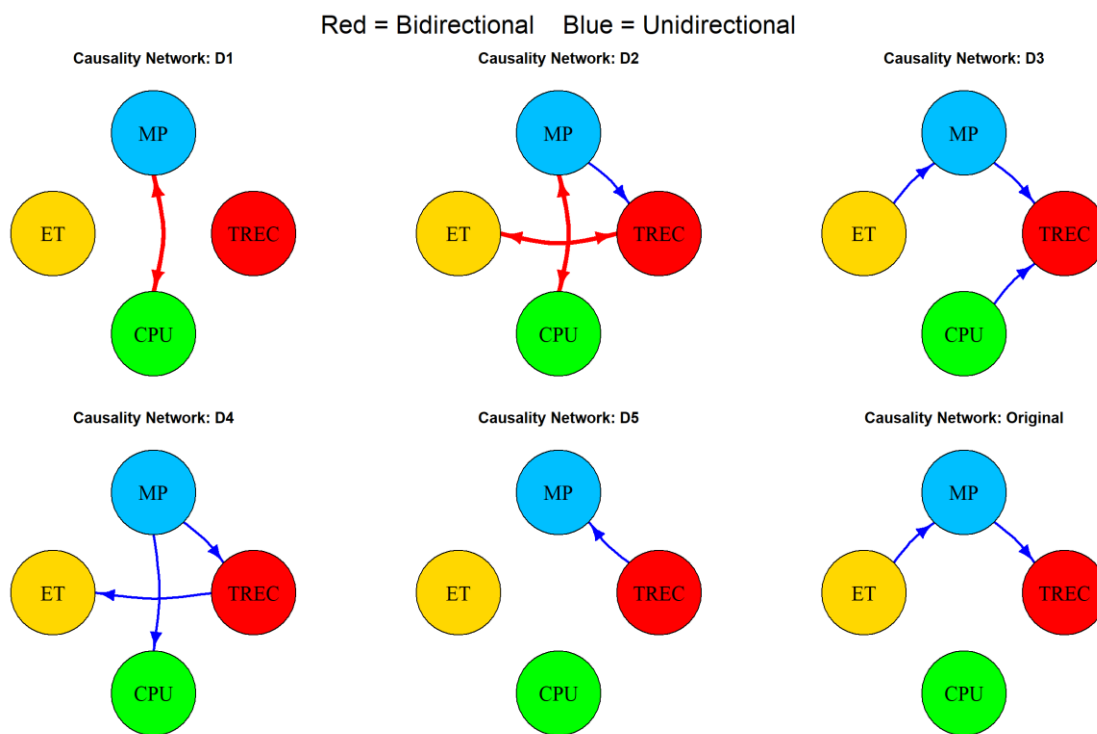 Red = Bidirectional    Blue = Unidirectional
Causality Network: D1
MP
ET
TREC
CPU
Causality Network: D2
MP
ET
TREC
CPU
Causality Network: D3
MP
ET
TREC
CPU
Causality Network: D4
MP
ET
TREC
CPU
Causality Network: D5
MP
ET
TREC
CPU
Causality Network: Original
MP
ET
TREC
CPU